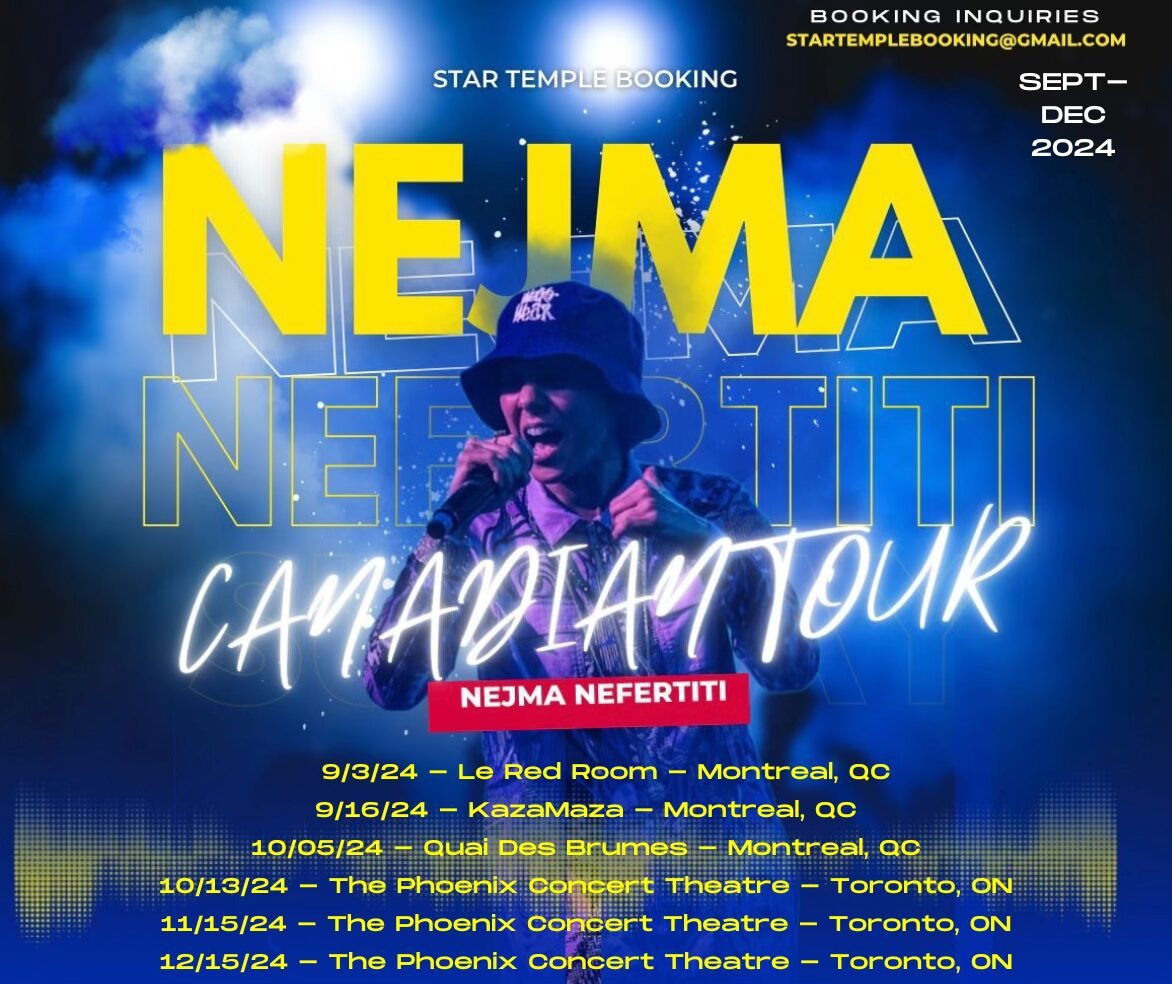 BOOKING INQUIRIES
STARTEMPLEBOOKING@GMAIL.COM
STAR TEMPLE BOOKING
SEPT–
DEC
2024
NEJMA
NEJMA
NEFERTITI
CANADIAN TOUR
NEJMA NEFERTITI
9/3/24 – Le Red Room – Montreal, QC
9/16/24 – KazaMaza – Montreal, QC
10/05/24 – Quai Des Brumes – Montreal, QC
10/13/24 – The Phoenix Concert Theatre – Toronto, ON
11/15/24 – The Phoenix Concert Theatre – Toronto, ON
12/15/24 – The Phoenix Concert Theatre – Toronto, ON